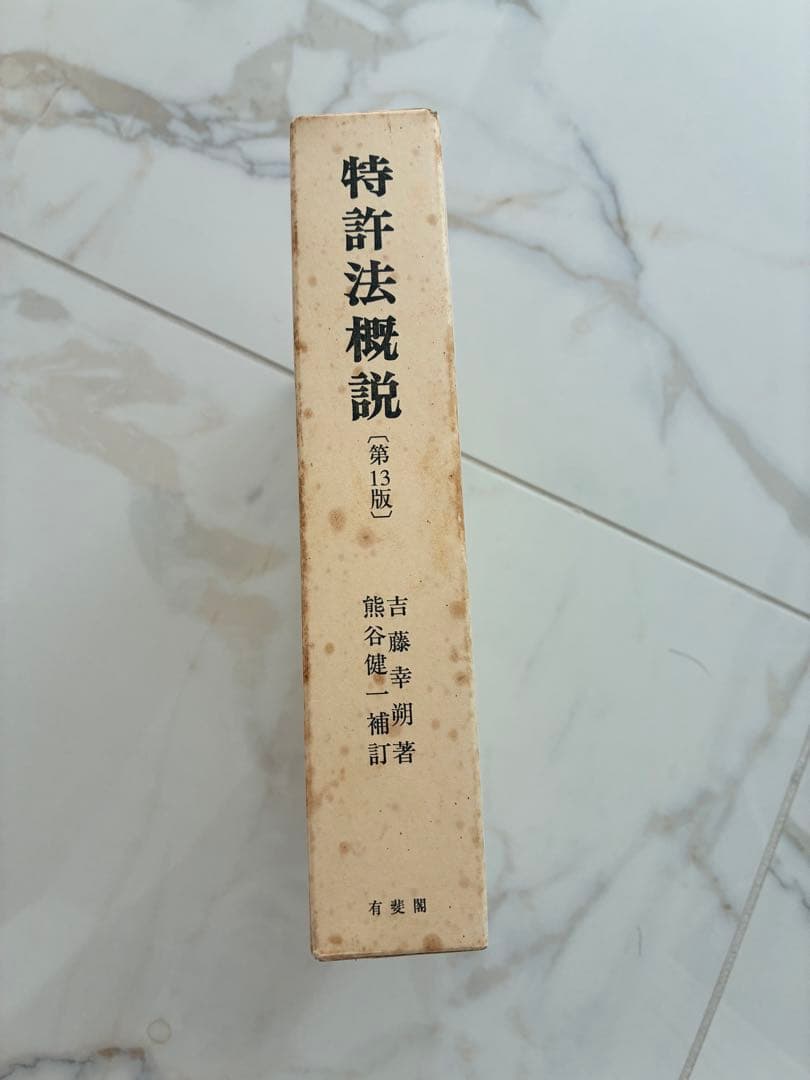 特許法概説
〔第13版〕
吉藤幸朔著
熊谷健一補訂
有斐閣